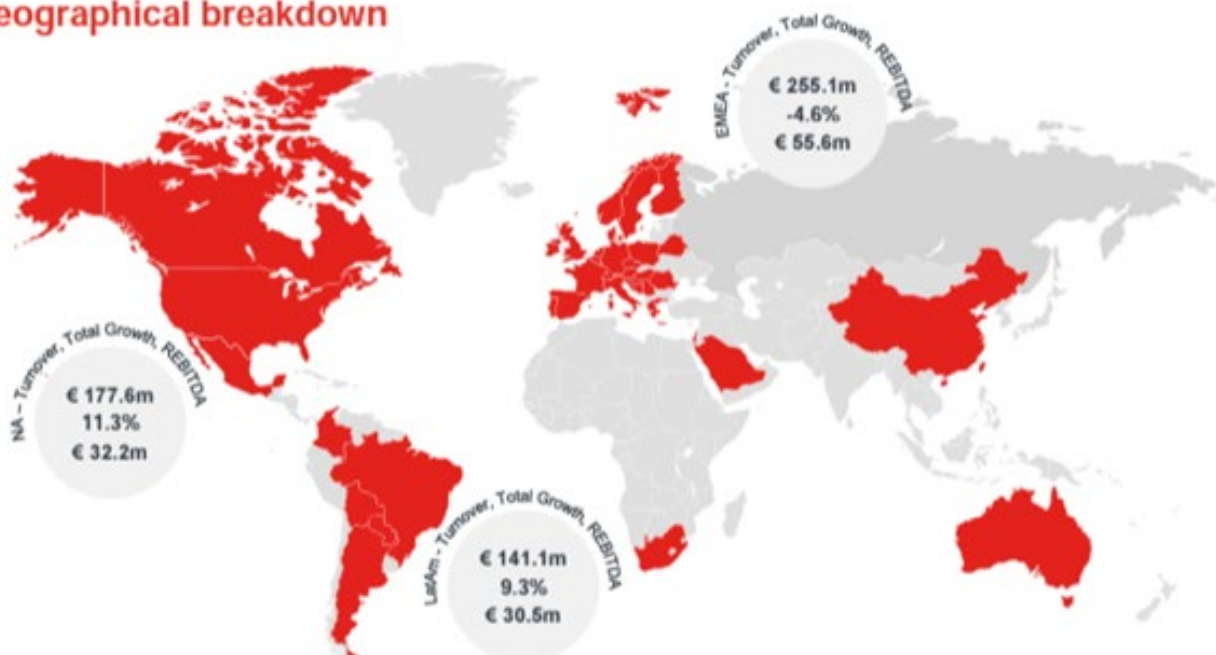 eographical breakdown
EMEA - Turnover, Total Growth, REBITDA
€ 255.1m
-4.6%
€ 55.6m
NA – Turnover, Total Growth, REBITDA
€ 177.6m
11.3%
€ 32.2m
LatAm - Turnover, Total Growth, REBITDA
€ 141.1m
9.3%
€ 30.5m